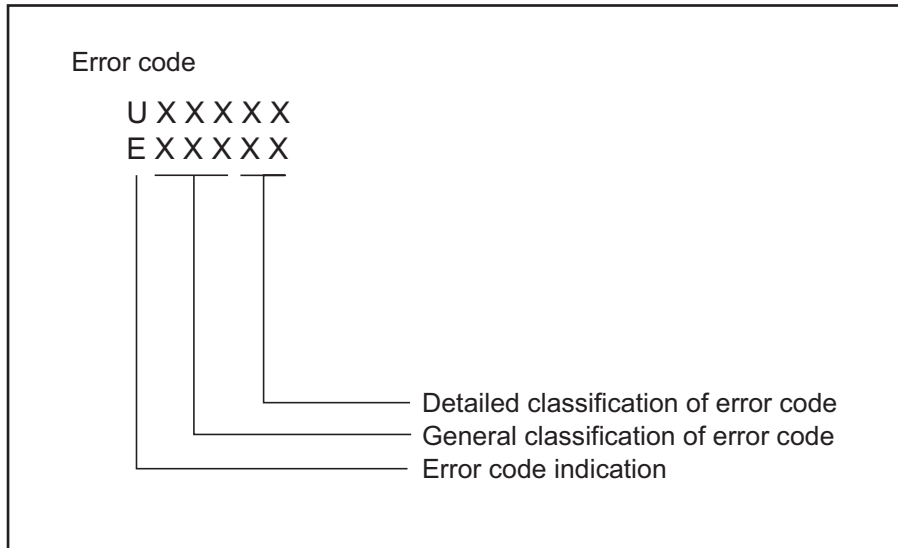 Error code
U X X X X X
E X X X X X
Detailed classification of error code
General classification of error code
Error code indication